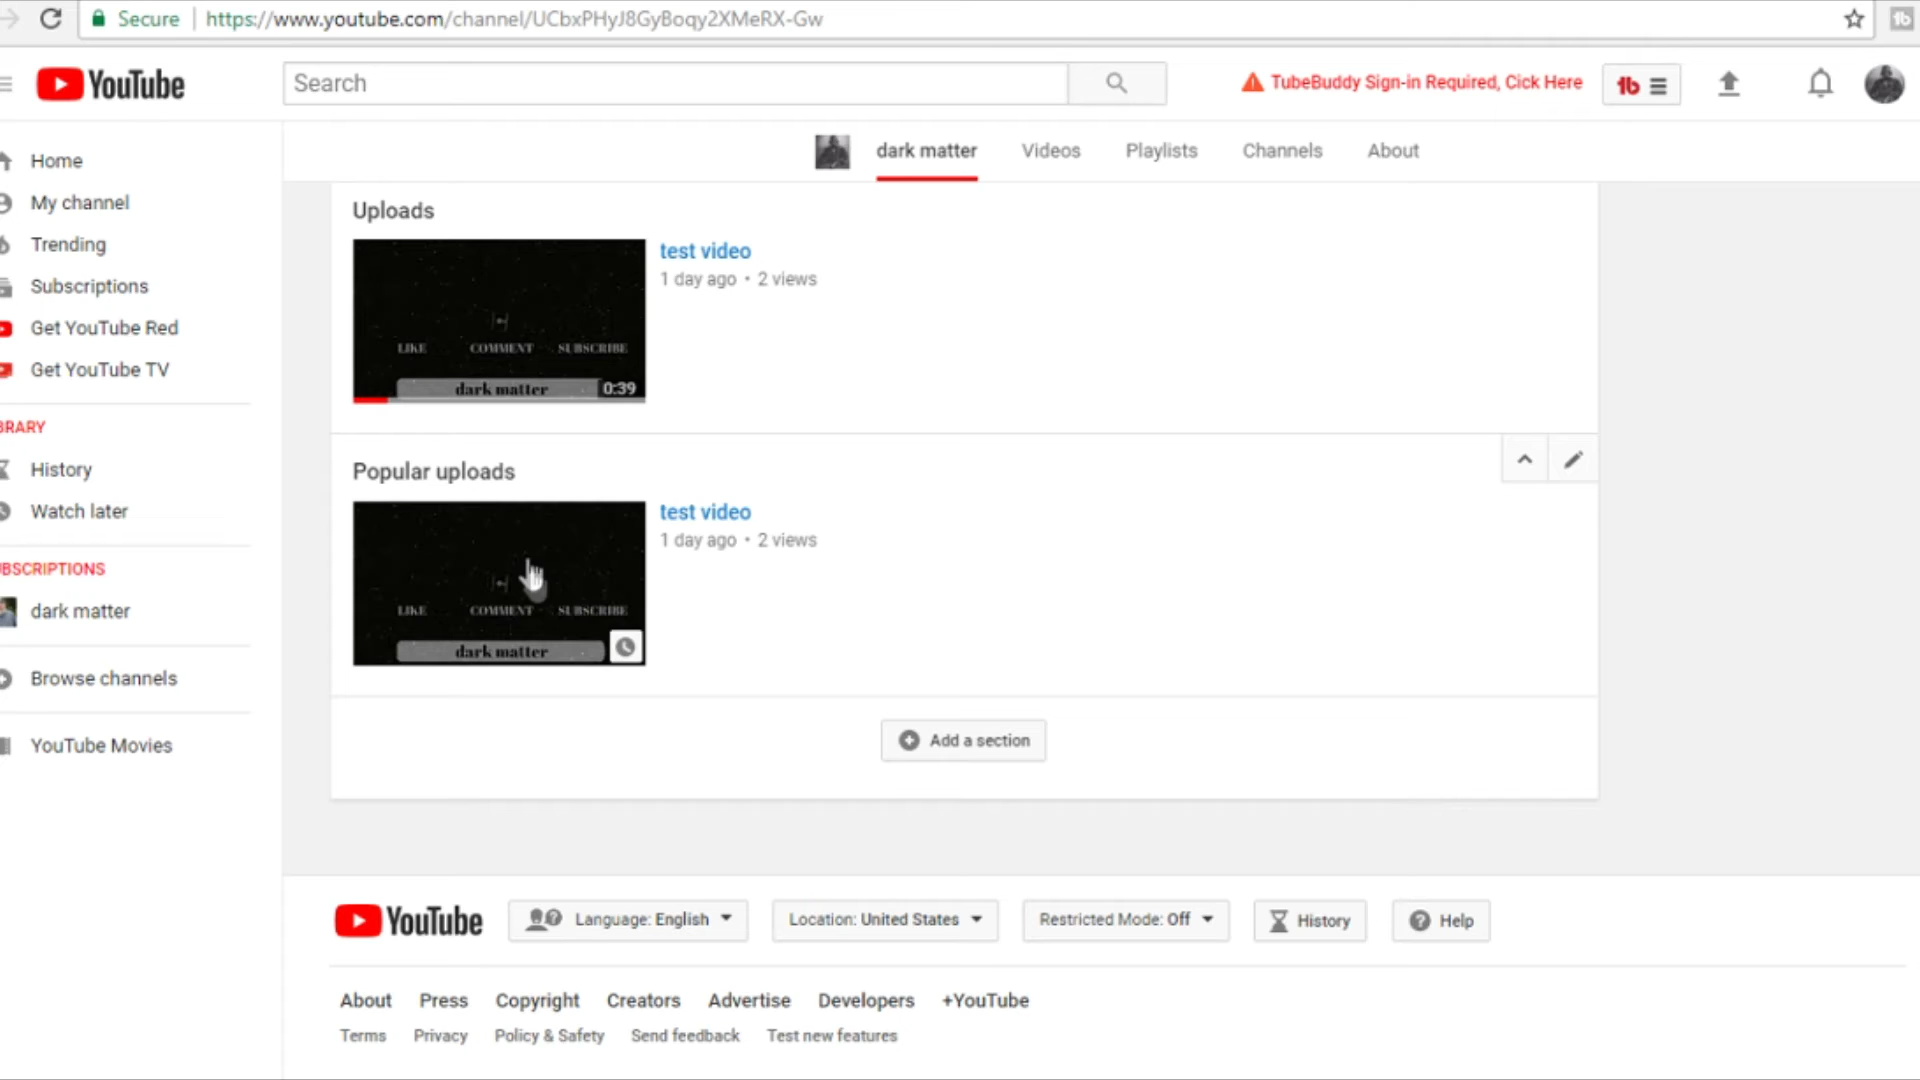 Secure https://www.youtube.com/channel/UCbxPHyJ8GyBoqy2XMeRX-Gw
YouTube
Search
TubeBuddy Sign-in Required, Cick Here
tb
dark matter Videos Playlists Channels About
Home
My channel
Trending
Subscriptions
Get YouTube Red
Get YouTube TV
BRARY
History
Watch later
BSCRIPTIONS
dark matter
Browse channels
YouTube Movies
Uploads
test video
1 day ago • 2 views
LIKE COMMENT SUBSCRIBE
dark matter 0:39
Popular uploads
test video
1 day ago • 2 views
LIKE COMMENT SUBSCRIBE
dark matter
Add a section
YouTube Language: English Location: United States Restricted Mode: Off History Help
About Press Copyright Creators Advertise Developers +YouTube
Terms Privacy Policy & Safety Send feedback Test new features